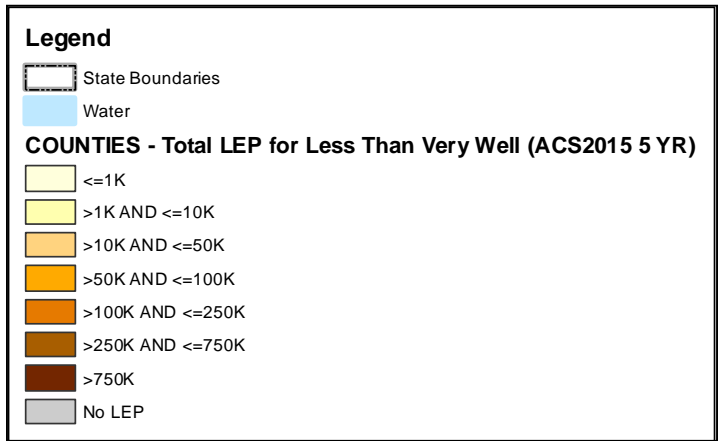 Legend
State Boundaries
Water
COUNTIES - Total LEP for Less Than Very Well (ACS2015 5 YR)
<=1K
>1K AND <=10K
>10K AND <=50K
>50K AND <=100K
>100K AND <=250K
>250K AND <=750K
>750K
No LEP